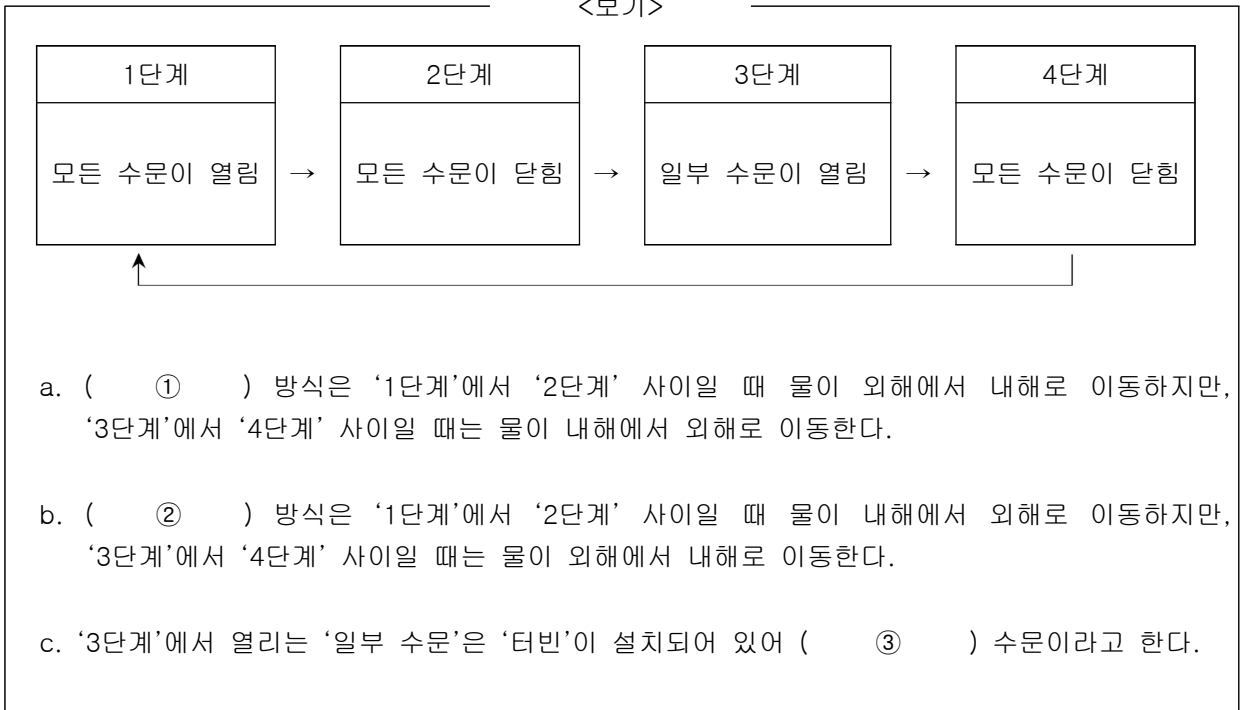 <보기>
1단계 2단계 3단계 4단계
모든 수문이 열림 → 모든 수문이 닫힘 → 일부 수문이 열림 → 모든 수문이 닫힘
a. ( ① ) 방식은 ‘1단계’에서 ‘2단계’ 사이일 때 물이 외해에서 내해로 이동하지만,
‘3단계’에서 ‘4단계’ 사이일 때는 물이 내해에서 외해로 이동한다.
b. ( ② ) 방식은 ‘1단계’에서 ‘2단계’ 사이일 때 물이 내해에서 외해로 이동하지만,
‘3단계’에서 ‘4단계’ 사이일 때는 물이 외해에서 내해로 이동한다.
c. ‘3단계’에서 열리는 ‘일부 수문’은 ‘터빈’이 설치되어 있어 ( ③ ) 수문이라고 한다.